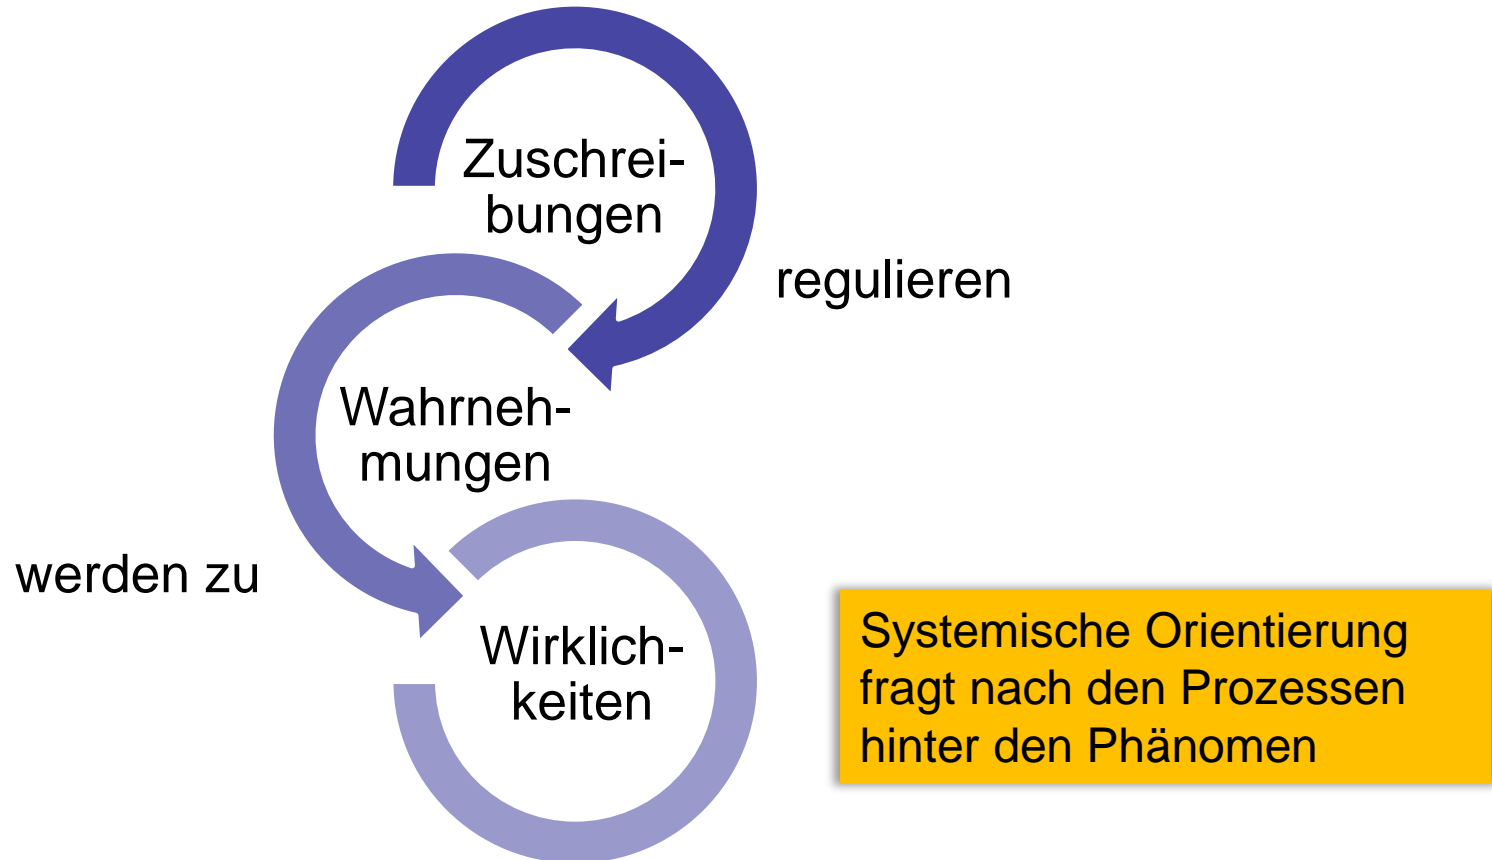 Zuschrei-
bungen
regulieren
Wahrneh-
mungen
werden zu
Wirklich-
keiten
Systemische Orientierung
fragt nach den Prozessen
hinter den Phänomen